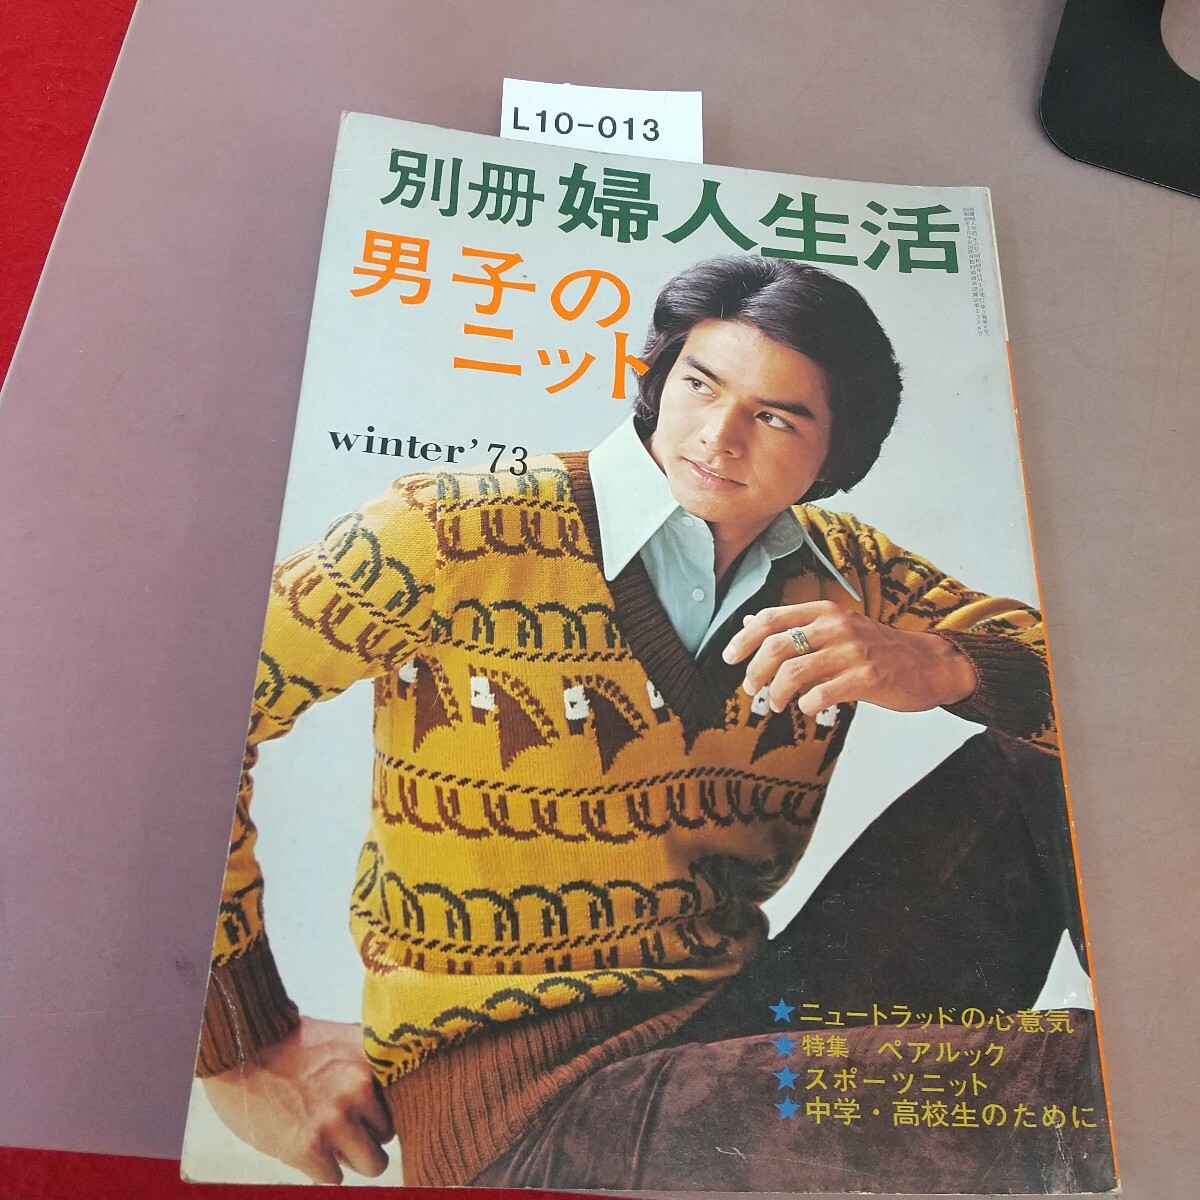 L10-013
別冊 婦人生活
男子の
ニット
winter'73
★ニュートラッドの心意気
★特集 ペアルック
★スポーツニット
★中学・高校生のために